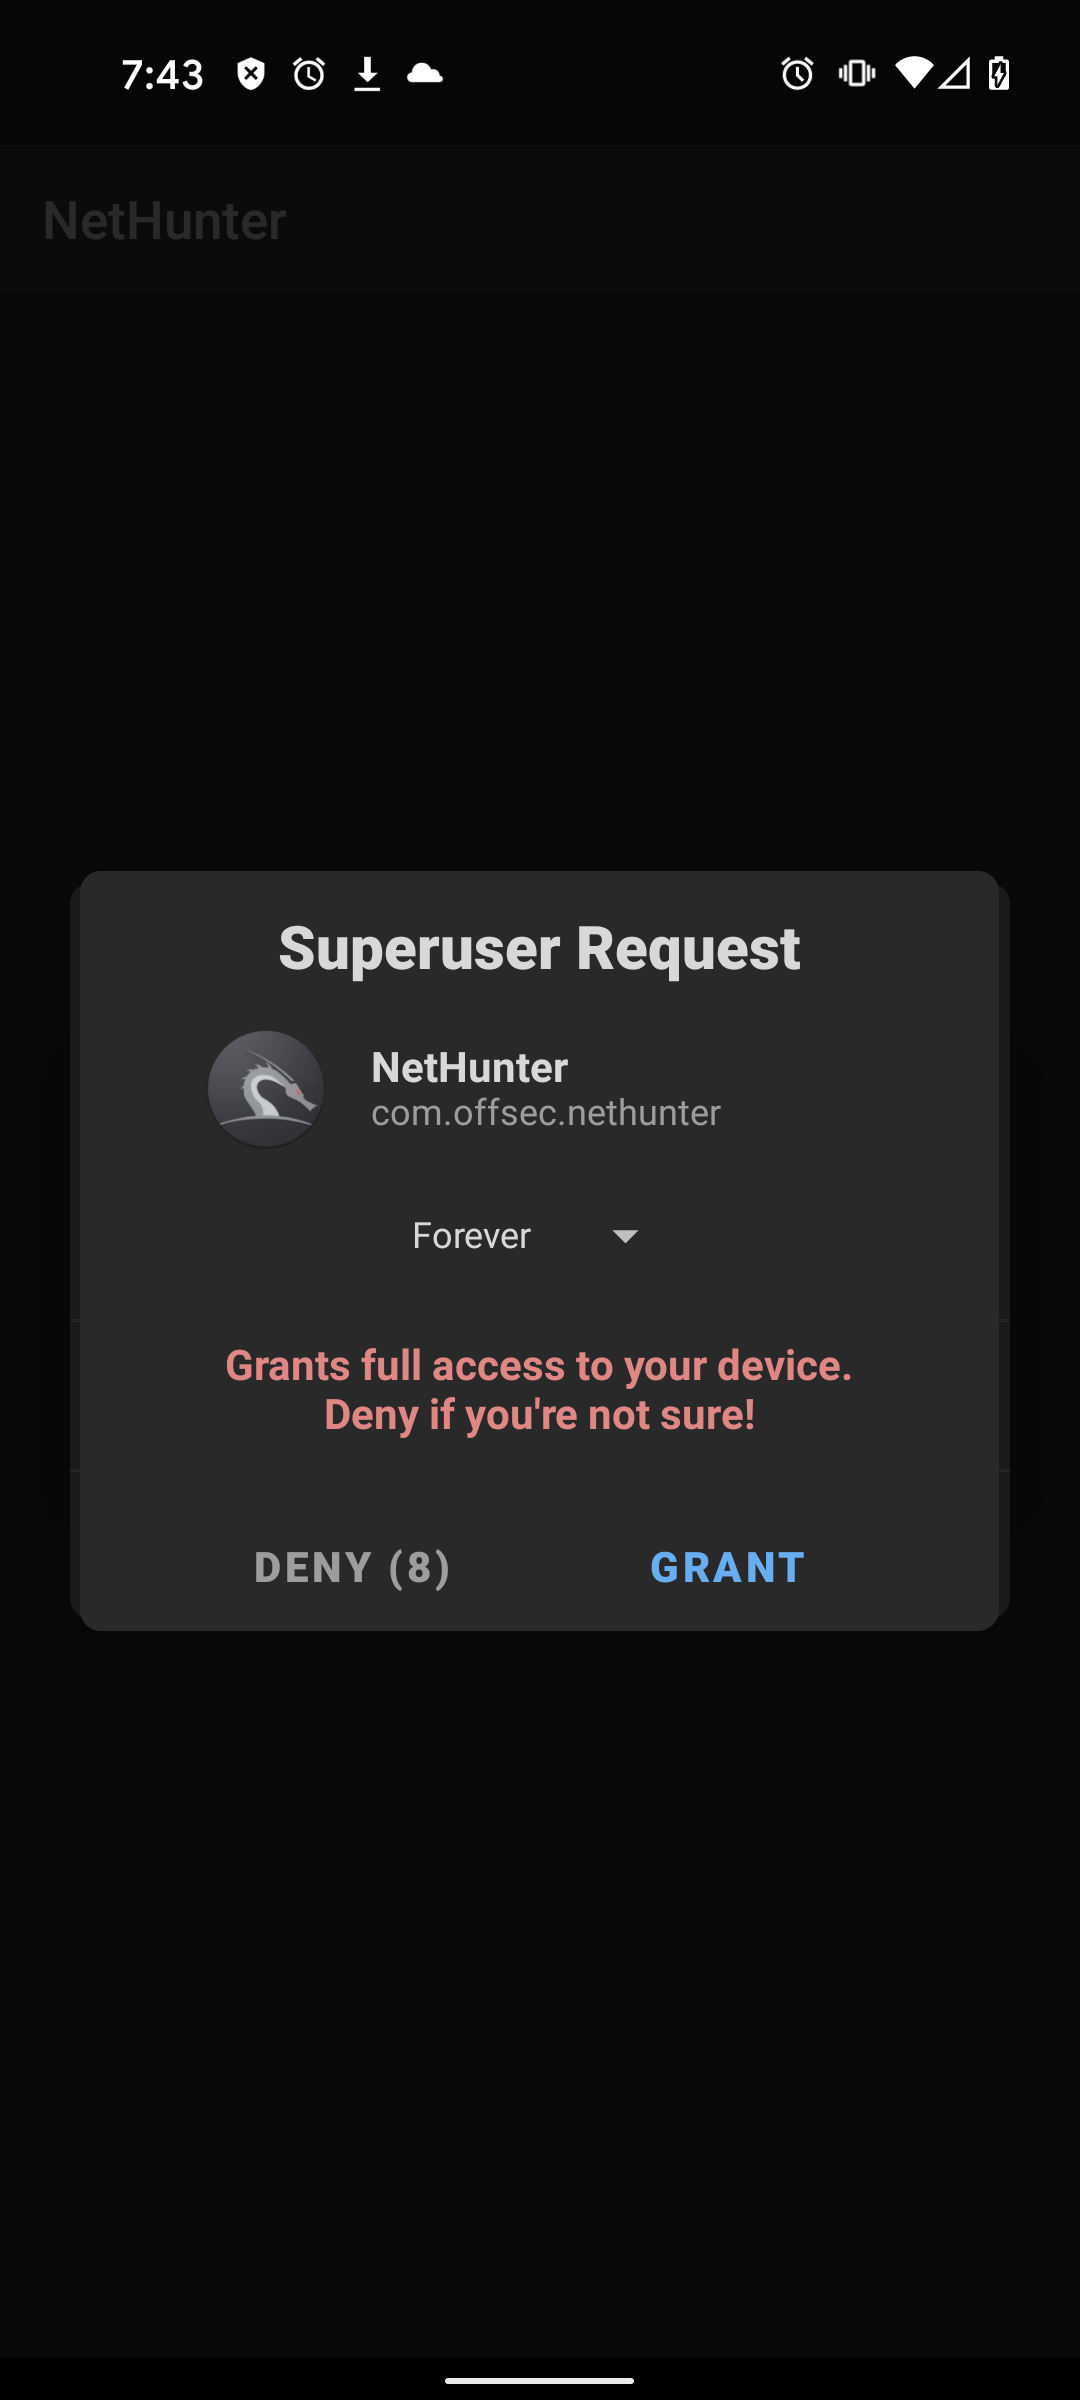 7:43
NetHunter
Superuser Request
NetHunter
com.offsec.nethunter
Forever
Grants full access to your device.
Deny if you're not sure!
DENY (8)
GRANT